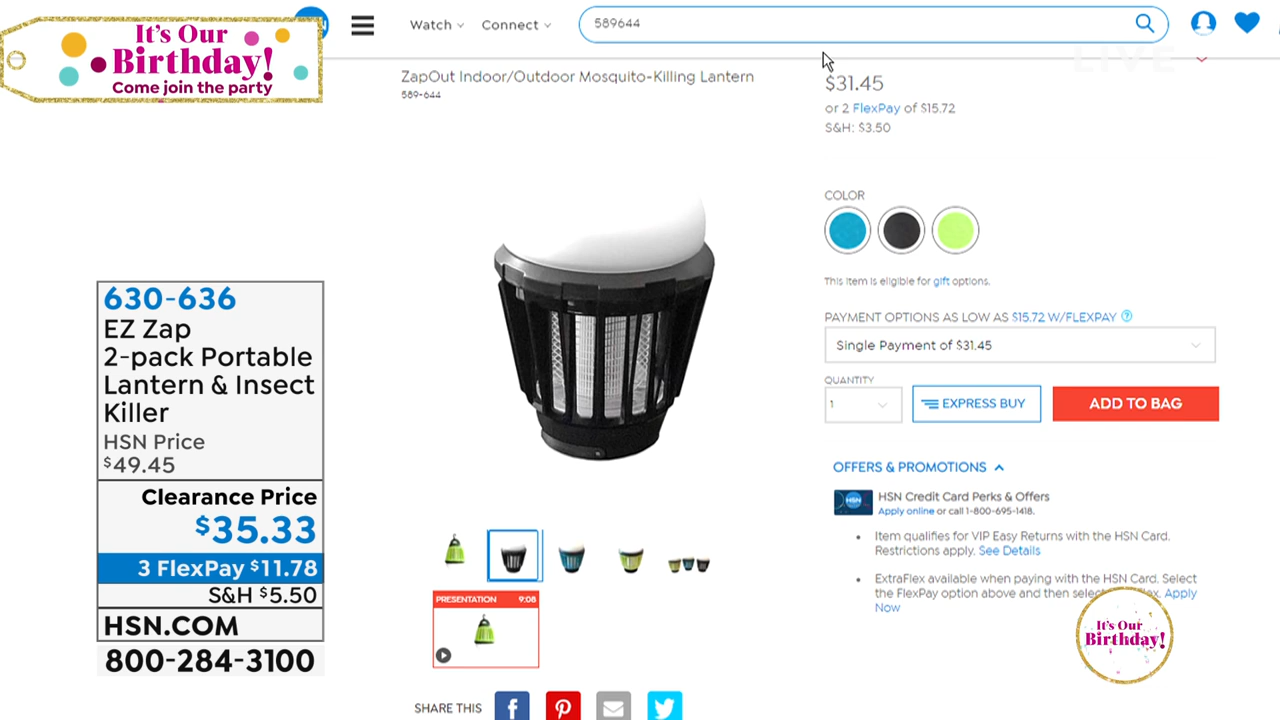 It's Our
Birthday!
Come join the party
Watch
Connect
589644
LIVE
ZapOut Indoor/Outdoor Mosquito-Killing Lantern
589-644
$31.45
or 2 FlexPay of $15.72
S&H: $3.50
COLOR
This item is eligible for gift options.
PAYMENT OPTIONS AS LOW AS $15.72 W/FLEXPAY ?
Single Payment of $31.45
QUANTITY
1
EXPRESS BUY
ADD TO BAG
OFFERS & PROMOTIONS
HSN
HSN Credit Card Perks & Offers
Apply online or call 1-800-695-1418.
• Item qualifies for VIP Easy Returns with the HSN Card.
Restrictions apply. See Details
• ExtraFlex available when paying with the HSN Card. Select
the FlexPay option above and then select Apply
Now
It's Our
Birthday!
630-636
EZ Zap
2-pack Portable
Lantern & Insect
Killer
HSN Price
$49.45
Clearance Price
$35.33
3 FlexPay $11.78
S&H $5.50
HSN.COM
800-284-3100
PRESENTATION 9:08
SHARE THIS